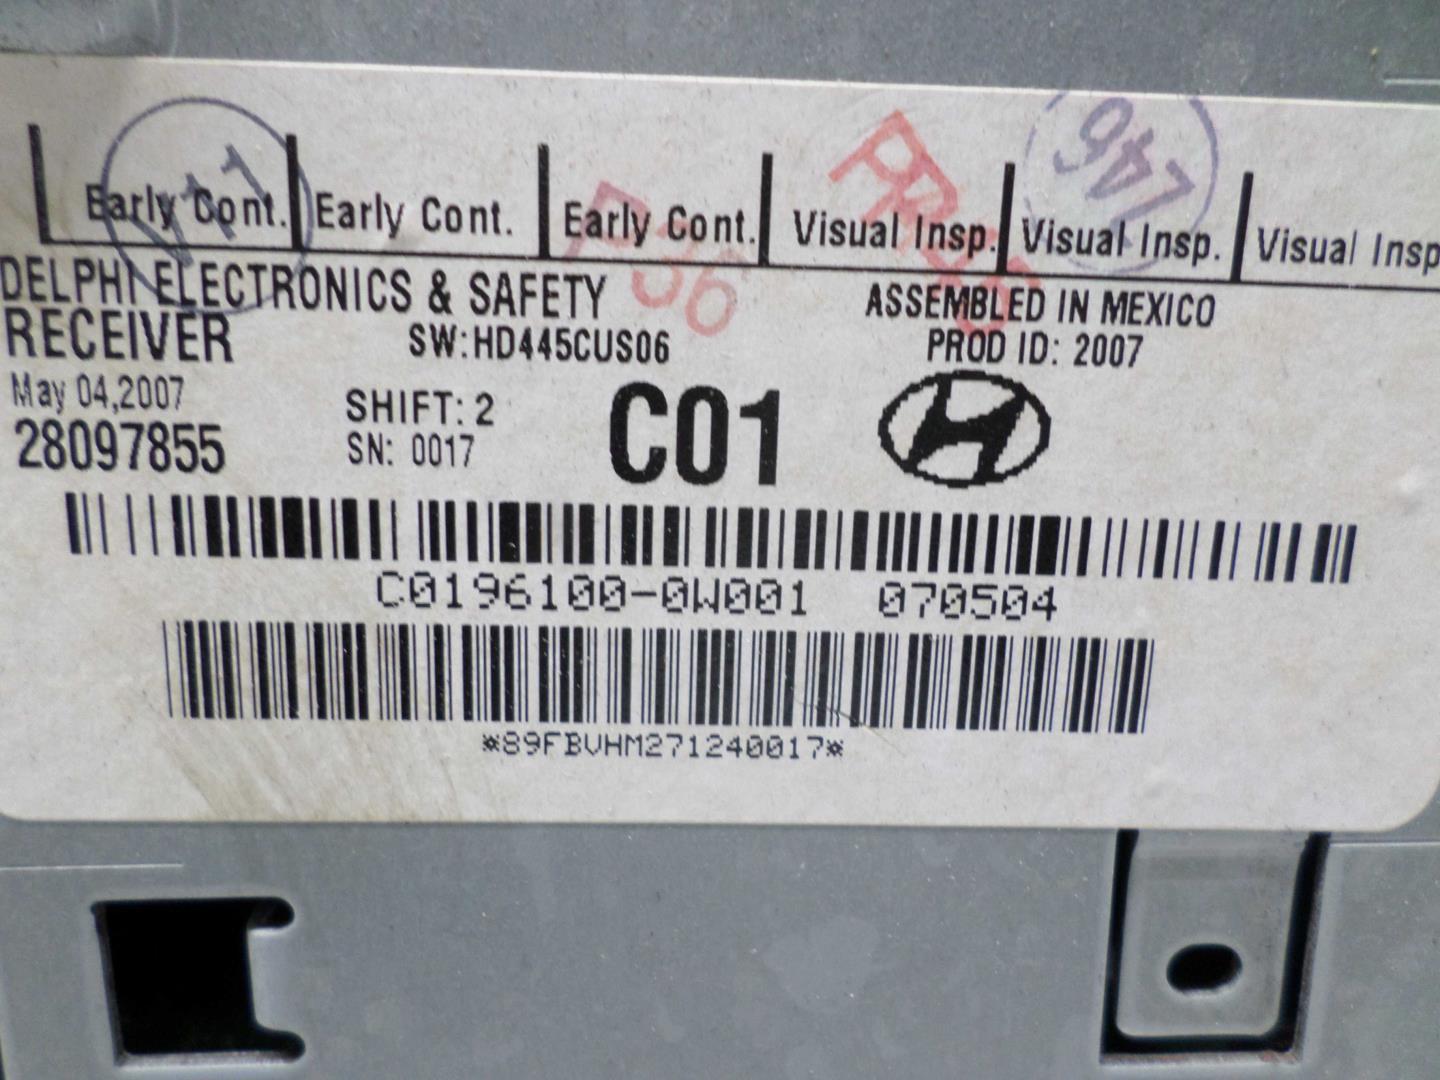 Early Cont. Early Cont. Early Cont. Visual Insp. Visual Insp. Visual Insp
DELPHI ELECTRONICS & SAFETY ASSEMBLED IN MEXICO
RECEIVER SW:HD445CUS06 PROD ID: 2007
May 04,2007 SHIFT: 2 C01
28097855 SN: 0017
C0196100-0W001 070504
*89FBVHM271240017*